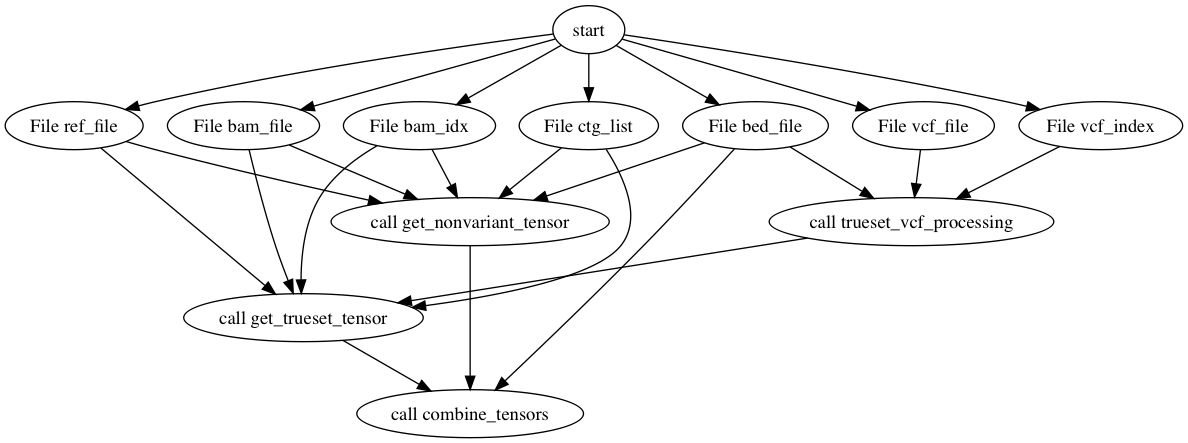 start
File ref_file
File bam_file
File bam_idx
File ctg_list
File bed_file
File vcf_file
File vcf_index
call get_nonvariant_tensor
call trueset_vcf_processing
call get_trueset_tensor
call combine_tensors